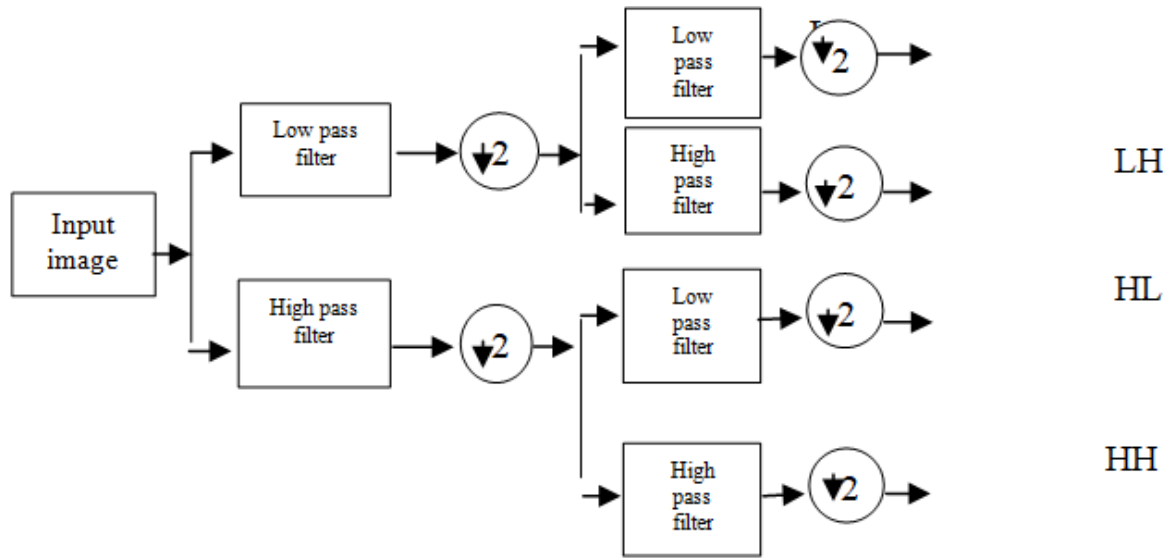 Low
pass
filter
↓2
Low pass
filter
↓2
High
pass
filter
↓2
LH
Input
image
High pass
filter
↓2
Low
pass
filter
↓2
HL
High
pass
filter
↓2
HH